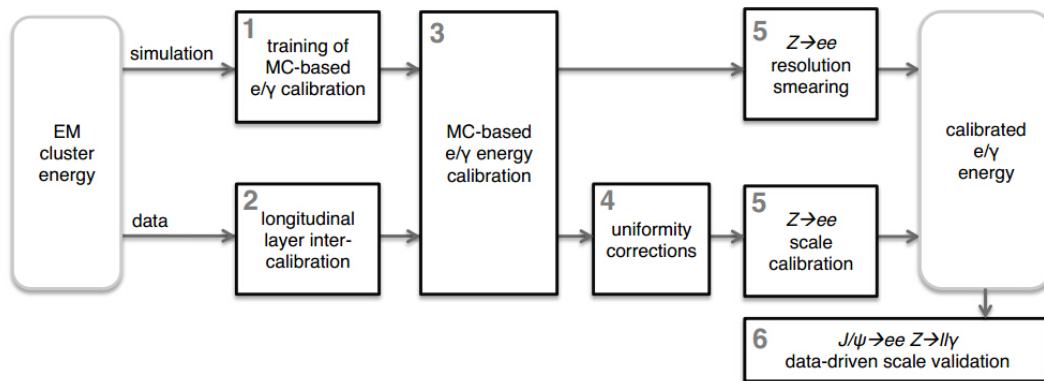 EM
cluster
energy
simulation
data
1
training of
MC-based
e/γ calibration
2
longitudinal
layer inter-
calibration
3
MC-based
e/γ energy
calibration
4
uniformity
corrections
5
Z→ee
resolution
smearing
5
Z→ee
scale
calibration
calibrated
e/γ
energy
6
J/ψ→ee Z→llγ
data-driven scale validation